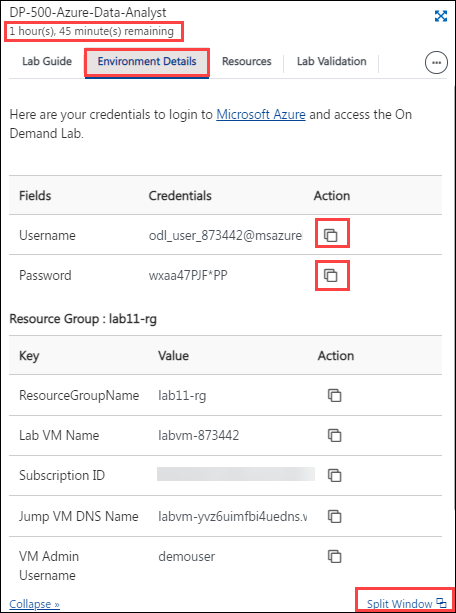 DP-500-Azure-Data-Analyst
1 hour(s), 45 minute(s) remaining
Lab Guide Environment Details Resources Lab Validation
Here are your credentials to login to Microsoft Azure and access the On
Demand Lab.
Fields Credentials Action
Username odl_user_873442@msazure
Password wxaa47PJF*PP
Resource Group : lab11-rg
Key Value Action
ResourceGroupName lab11-rg
Lab VM Name labvm-873442
Subscription ID
Jump VM DNS Name labvm-yvz6uimfbi4uedns.w
VM Admin
Username demouser
Collapse » Split Window